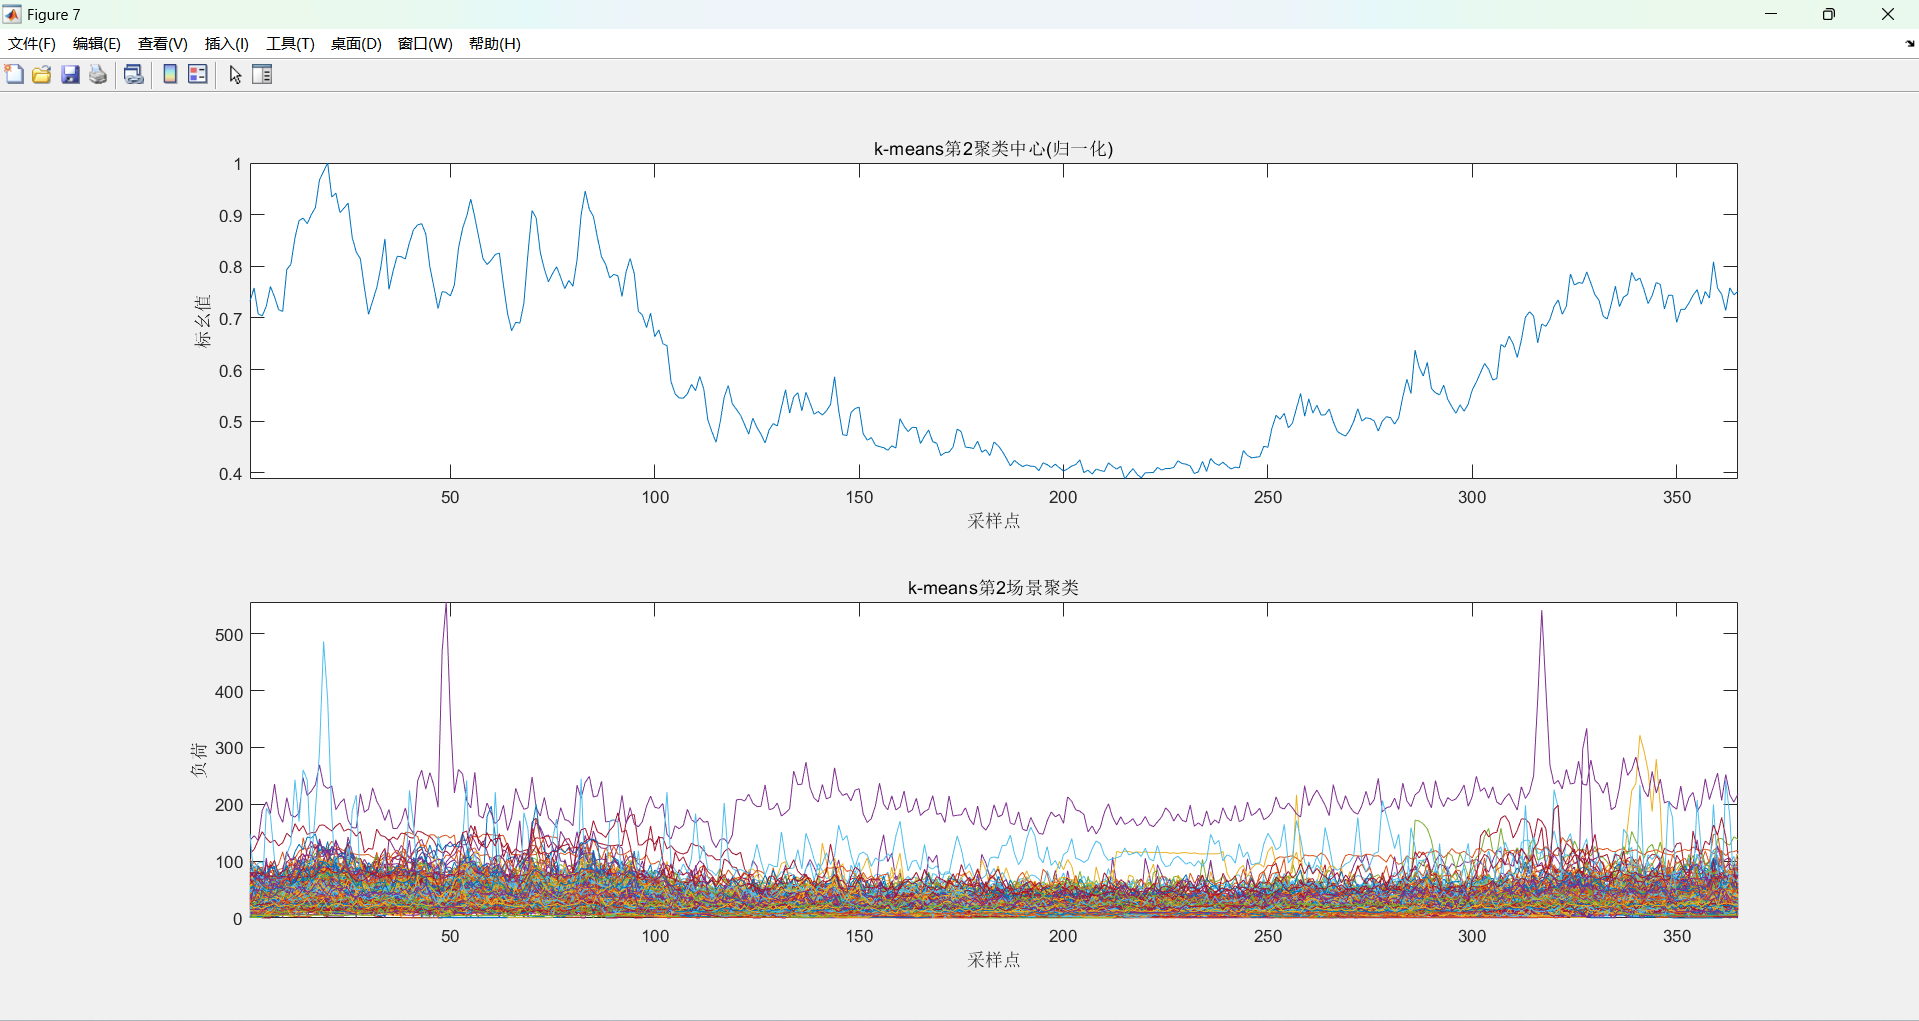 Figure 7
文件(F) 编辑(E) 查看(V) 插入(I) 工具(T) 桌面(D) 窗口(W) 帮助(H)
k-means第2聚类中心(归一化)
1
0.9
0.8
0.7
0.6
0.5
0.4
标幺值
50 100 150 200 250 300 350
采样点
k-means第2场景聚类
500
400
300
200
100
0
负荷
50 100 150 200 250 300 350
采样点